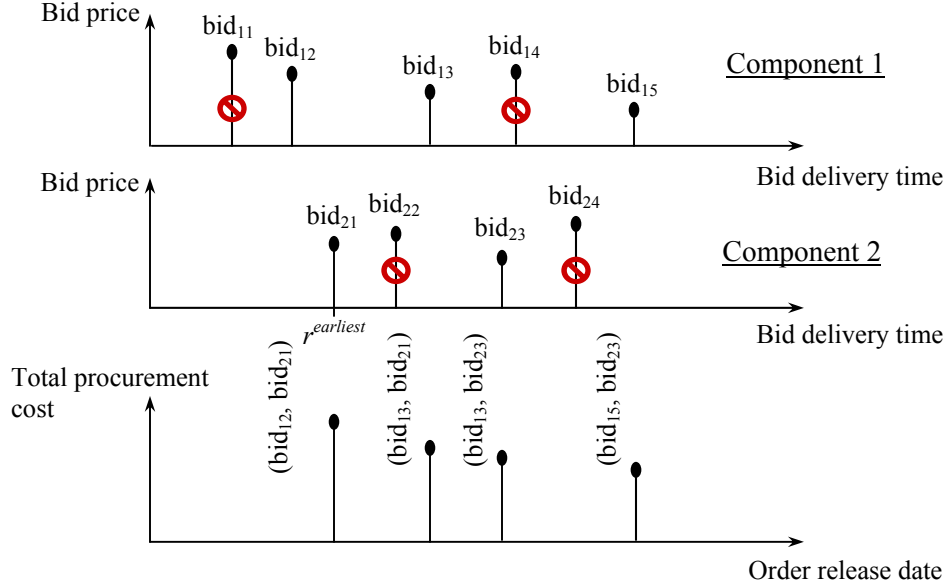 Bid price
bid11
bid12
bid13
bid14
bid15
Component 1
Bid delivery time
Bid price
bid21
bid22
bid23
bid24
Component 2
r^earliest
Bid delivery time
Total procurement
cost
(bid12, bid21)
(bid13, bid21)
(bid13, bid23)
(bid15, bid23)
Order release date